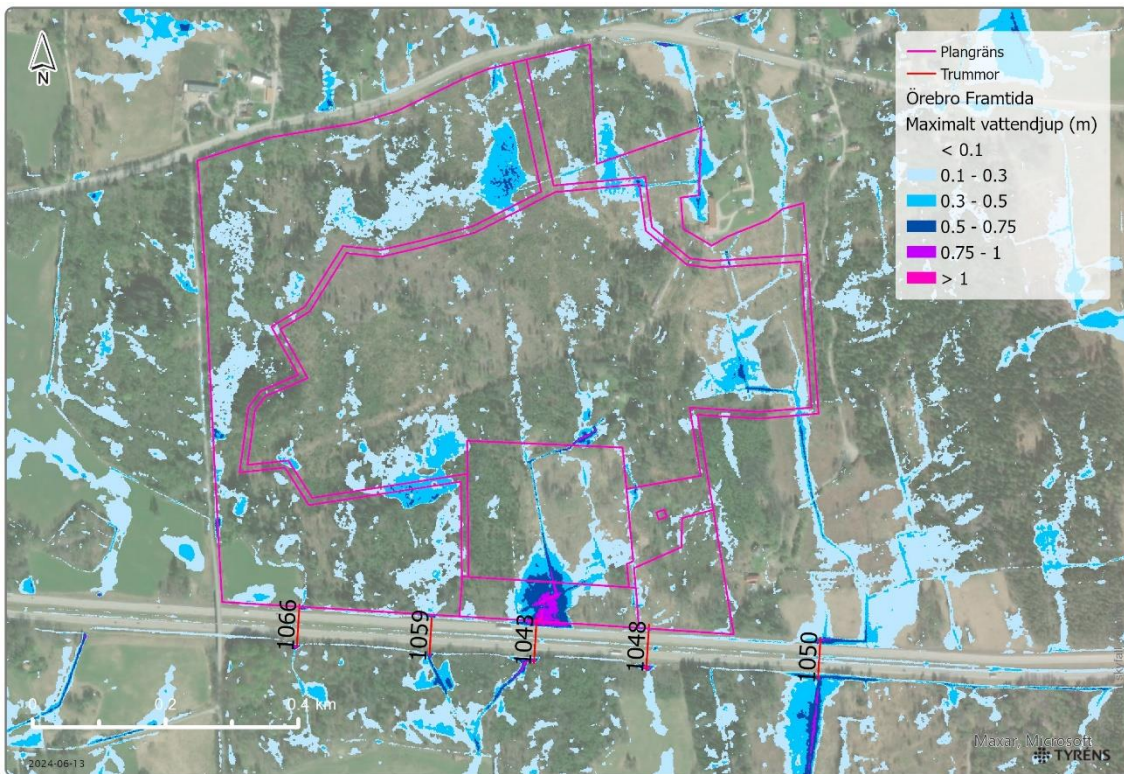 N
Plangräns
Trummor
Örebro Framtida
Maximalt vattendjup (m)
< 0.1
0.1 - 0.3
0.3 - 0.5
0.5 - 0.75
0.75 - 1
> 1
1066
1059
1043
1048
1050
0.2
0.4 km
Maxar, Microsoft
TYRÉNS
2024-06-13